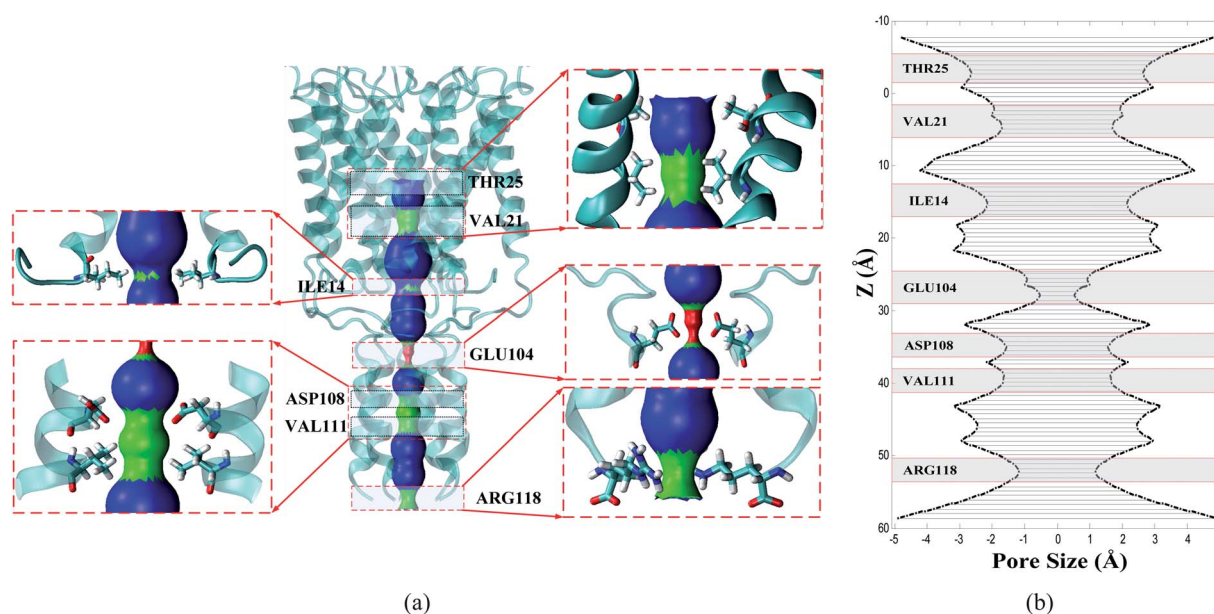 THR25
VAL21
ILE14
GLU104
ASP108
VAL111
ARG118
(a)
-10
0
10
20
30
40
50
60
Z (Å)
THR25
VAL21
ILE14
GLU104
ASP108
VAL111
ARG118
-5 -4 -3 -2 -1 0 1 2 3 4
Pore Size (Å)
(b)